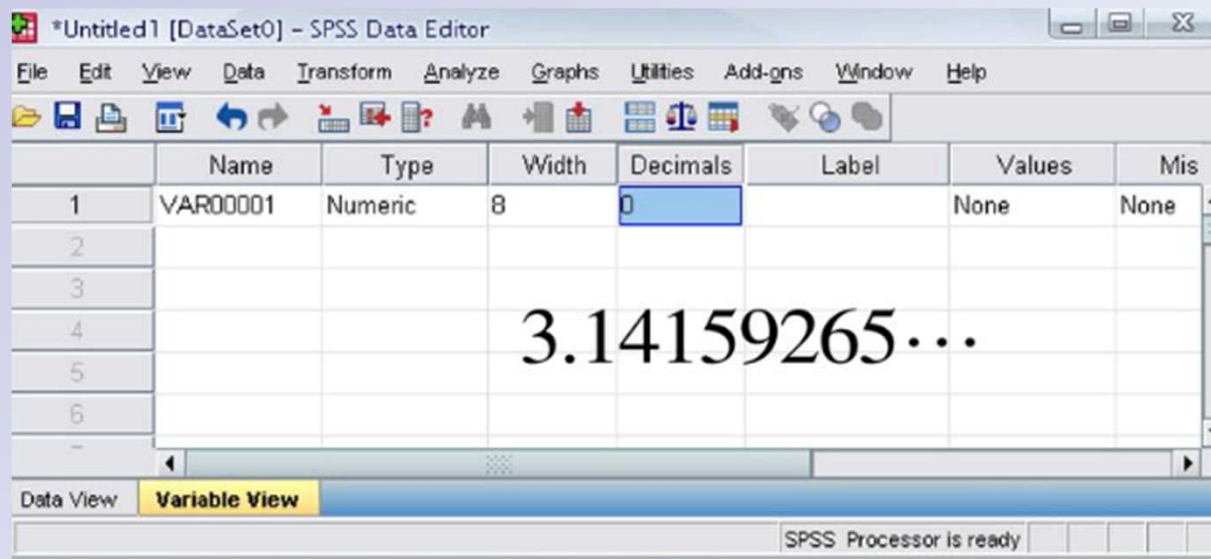 *Untitled1 [DataSet0] - SPSS Data Editor
File Edit View Data Transform Analyze Graphs Utilities Add-ons Window Help
Name Type Width Decimals Label Values Mis
1 VAR00001 Numeric 8 0 None None
2
3
3.14159265···
4
5
6
Data View Variable View
SPSS Processor is ready